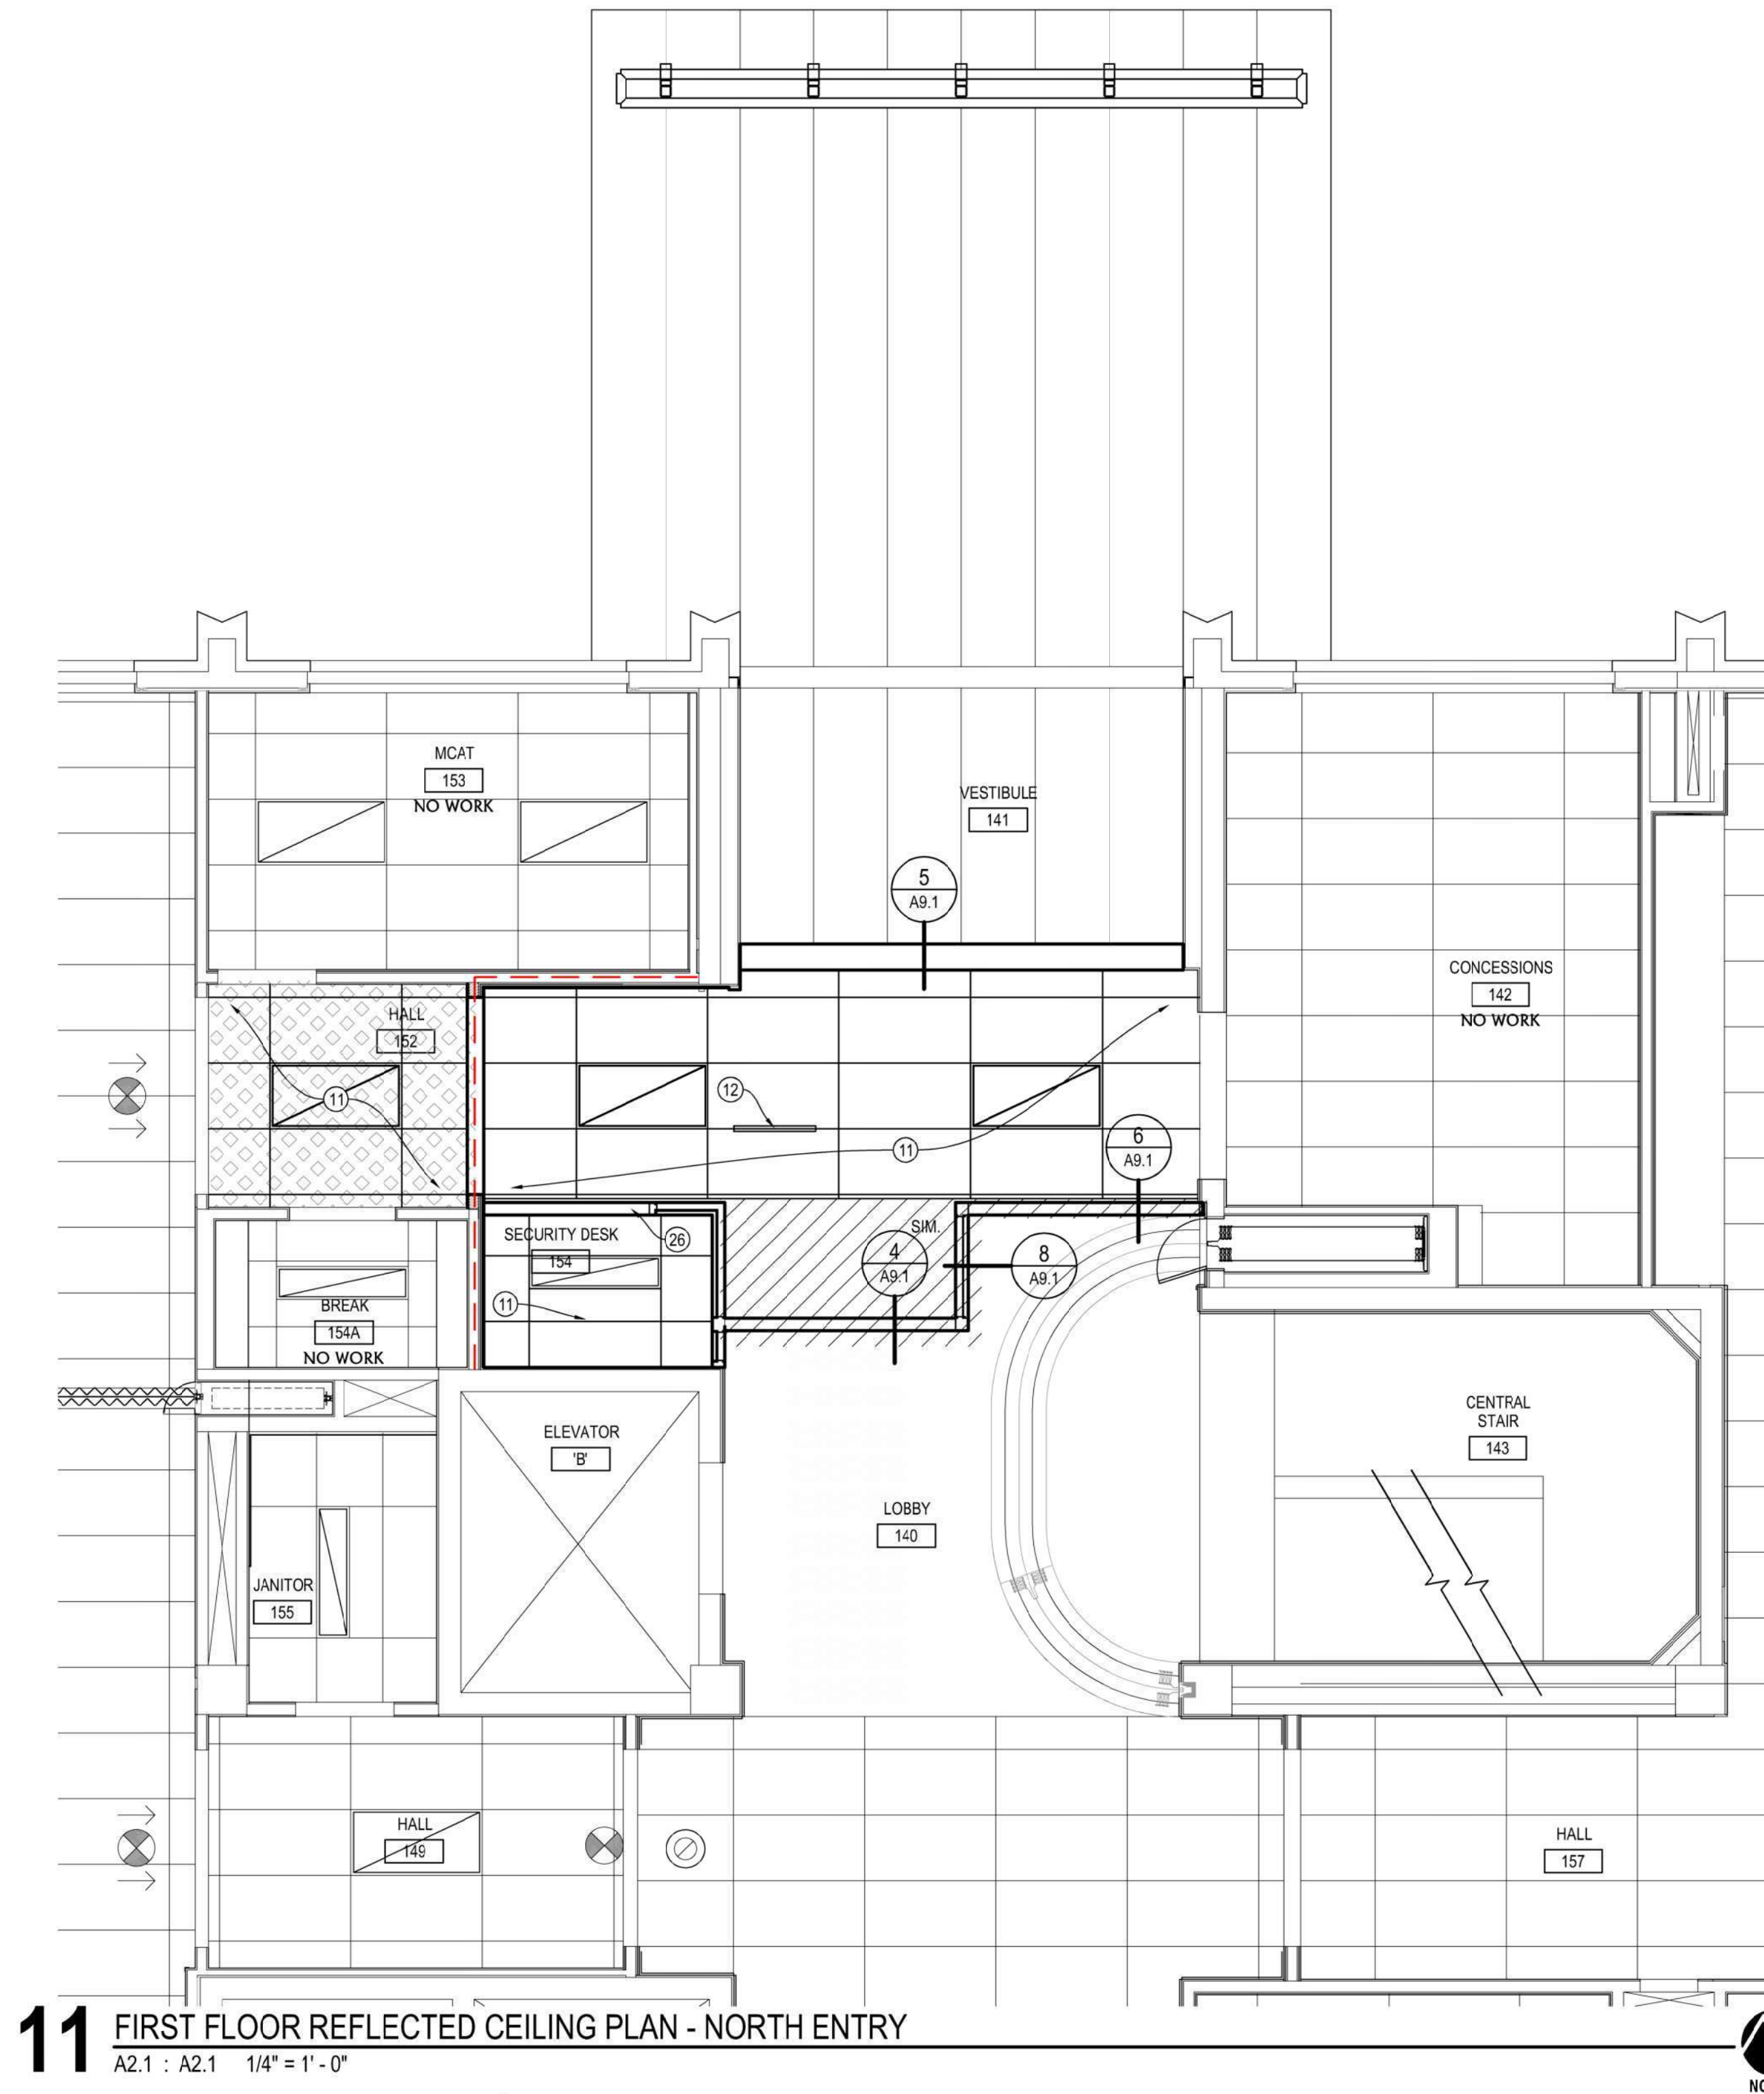 MCAT
153
NO WORK
VESTIBULE
141
5
A9.1
CONCESSIONS
142
NO WORK
HALL
152
11
12
11
6
A9.1
SECURITY DESK
154
26
11
SIM.
4
A9.1
8
A9.1
BREAK
154A
NO WORK
ELEVATOR
'B'
CENTRAL
STAIR
143
LOBBY
140
JANITOR
155
HALL
149
HALL
157
11 FIRST FLOOR REFLECTED CEILING PLAN - NORTH ENTRY
A2.1 : A2.1 1/4" = 1' - 0"